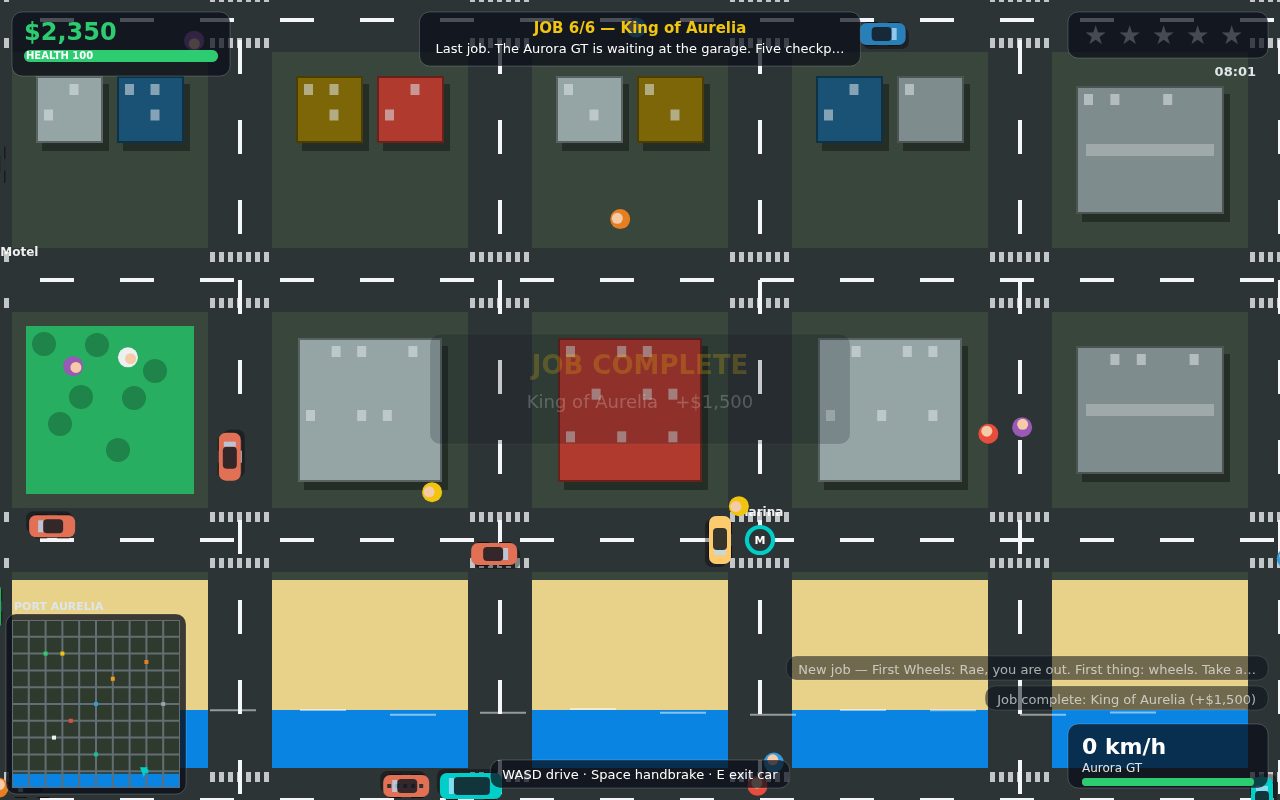 $2,350
HEALTH 100
JOB 6/6 — King of Aurelia
Last job. The Aurora GT is waiting at the garage. Five checkp…
08:01
Motel
JOB COMPLETE
King of Aurelia +$1,500
arina
M
PORT AURELIA
New job — First Wheels: Rae, you are out. First thing: wheels. Take a…
Job complete: King of Aurelia (+$1,500)
0 km/h
Aurora GT
WASD drive · Space handbrake · E exit car